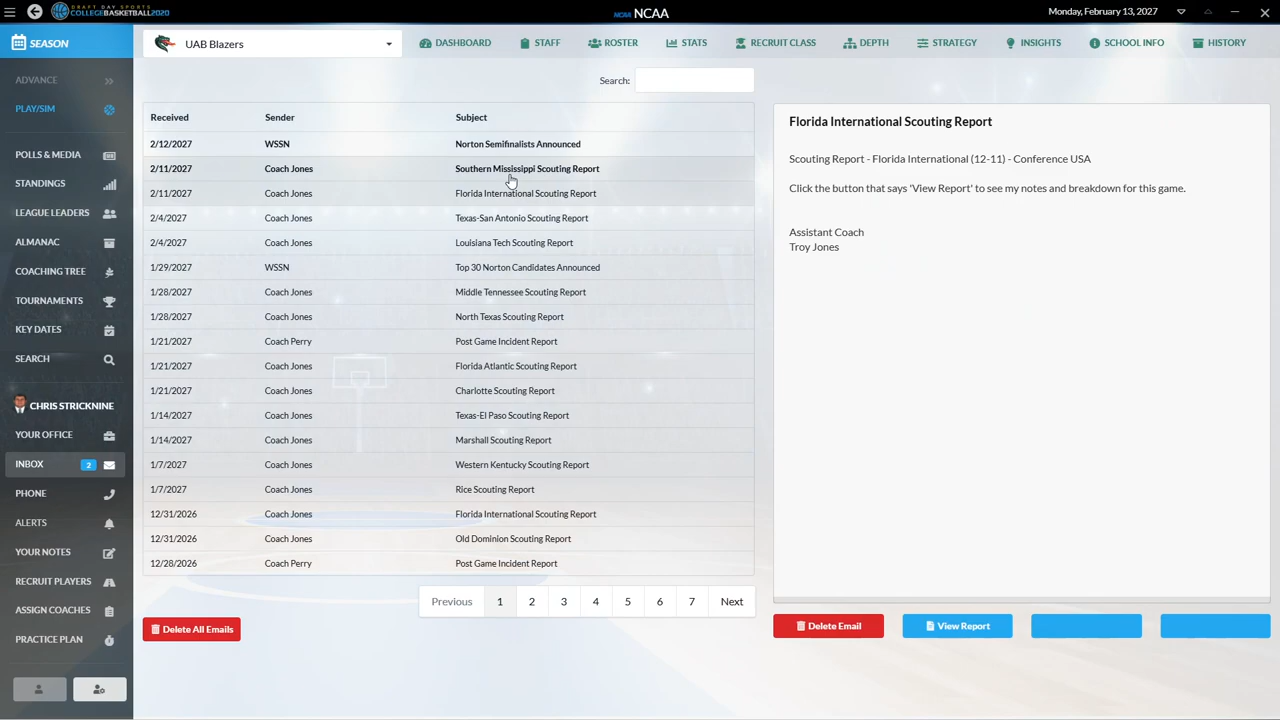 DRAFT DAY SPORTS
COLLEGE BASKETBALL 2020
NCAA NCAA
Monday, February 13, 2027
SEASON
UAB Blazers
DASHBOARD STAFF ROSTER STATS RECRUIT CLASS DEPTH STRATEGY INSIGHTS SCHOOL INFO HISTORY
ADVANCE
PLAY/SIM
POLLS & MEDIA
STANDINGS
LEAGUE LEADERS
ALMANAC
COACHING TREE
TOURNAMENTS
KEY DATES
SEARCH
CHRIS STRICKNINE
YOUR OFFICE
INBOX 2
PHONE
ALERTS
YOUR NOTES
RECRUIT PLAYERS
ASSIGN COACHES
PRACTICE PLAN
Search:
Received Sender Subject
2/12/2027 WSSN Norton Semifinalists Announced
2/11/2027 Coach Jones Southern Mississippi Scouting Report
2/11/2027 Coach Jones Florida International Scouting Report
2/4/2027 Coach Jones Texas-San Antonio Scouting Report
2/4/2027 Coach Jones Louisiana Tech Scouting Report
1/29/2027 WSSN Top 30 Norton Candidates Announced
1/28/2027 Coach Jones Middle Tennessee Scouting Report
1/28/2027 Coach Jones North Texas Scouting Report
1/21/2027 Coach Perry Post Game Incident Report
1/21/2027 Coach Jones Florida Atlantic Scouting Report
1/21/2027 Coach Jones Charlotte Scouting Report
1/14/2027 Coach Jones Texas-El Paso Scouting Report
1/14/2027 Coach Jones Marshall Scouting Report
1/7/2027 Coach Jones Western Kentucky Scouting Report
1/7/2027 Coach Jones Rice Scouting Report
12/31/2026 Coach Jones Florida International Scouting Report
12/31/2026 Coach Jones Old Dominion Scouting Report
12/28/2026 Coach Perry Post Game Incident Report
Previous 1 2 3 4 5 6 7 Next
Delete All Emails
Florida International Scouting Report
Scouting Report - Florida International (12-11) - Conference USA
Click the button that says 'View Report' to see my notes and breakdown for this game.
Assistant Coach
Troy Jones
Delete Email View Report